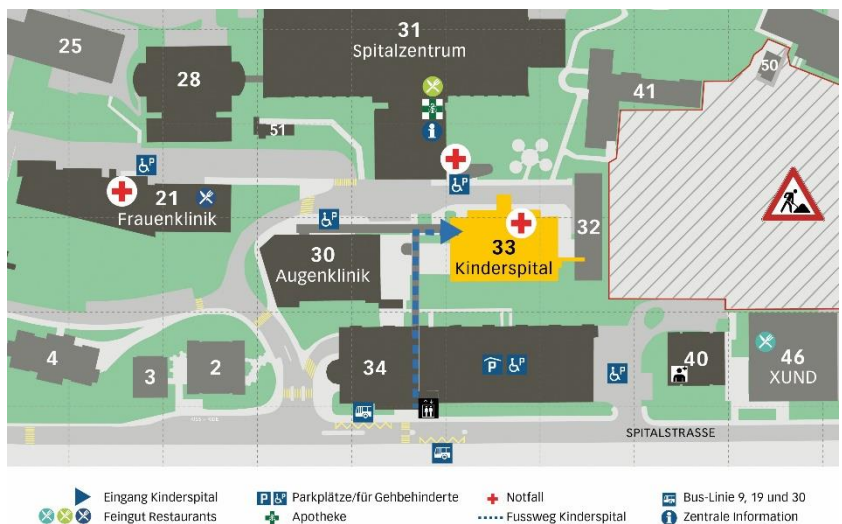 31
Spitalzentrum
25
28
50
41
51
21
Frauenklinik
32
30
Augenklinik
33
Kinderspital
4
3
2
34
P
40
46
XUND
SPITALSTRASSE
Eingang Kinderspital
P Parkplätze/für Gehbehinderte
Notfall
Bus-Linie 9, 19 und 30
Feingut Restaurants
Apotheke
Fussweg Kinderspital
i Zentrale Information